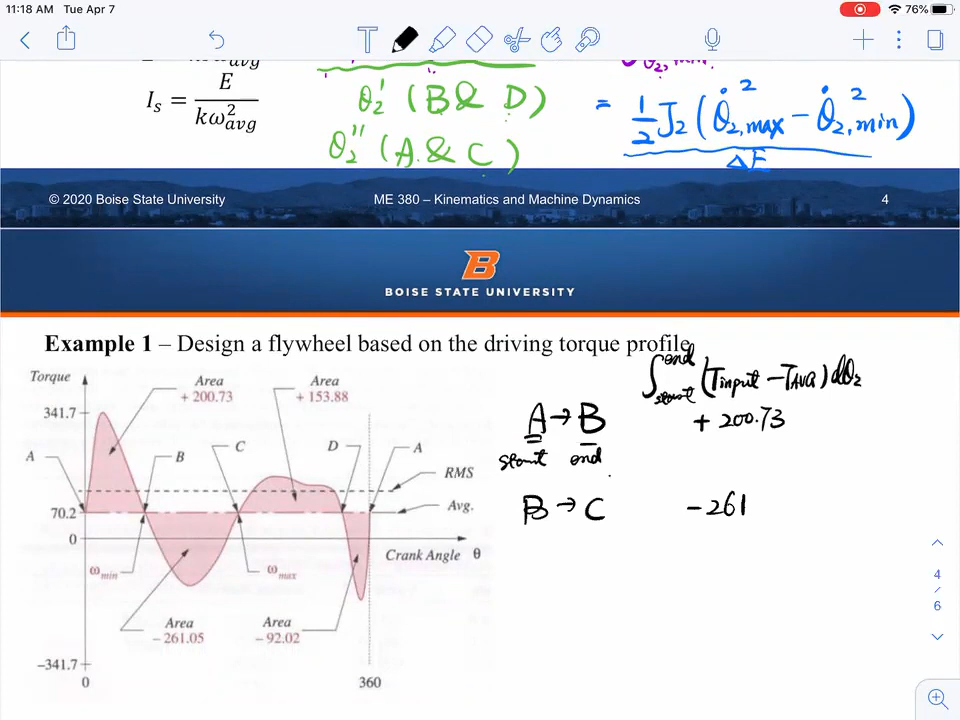 11:18 AM Tue Apr 7
76%
I_s = E / kω²_avg
θ₂' (B & D)
θ₂'' (A & C)
= 1/2 J₂ (θ̇²₂,max − θ̇²₂,min)
ΔE
© 2020 Boise State University
ME 380 – Kinematics and Machine Dynamics
4
B
BOISE STATE UNIVERSITY
Example 1 – Design a flywheel based on the driving torque profile
∫ start end (Tinput − TAVG) dθ₂
A → B + 200.73
start end
B → C − 261
Torque
Area
+ 200.73
Area
+ 153.88
341.7
A
B
C
D
A
RMS
70.2
Avg.
0
Crank Angle θ
ωmin
ωmax
Area
− 261.05
Area
− 92.02
−341.7
0
360
4
/
6